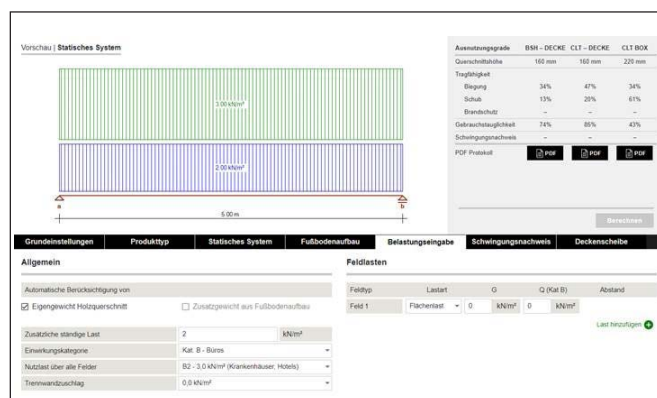 Vorschau | Statisches System
3.00 kN/m²
2.00 kN/m²
a
b
5.00 m
Ausnutzungsgrade BSH – DECKE CLT – DECKE CLT BOX
Querschnittshöhe 160 mm 160 mm 220 mm
Tragfähigkeit
Biegung 34% 47% 34%
Schub 13% 20% 61%
Brandschutz – – –
Gebrauchstauglichkeit 74% 85% 43%
Schwingungsnachweis – – –
PDF Protokoll PDF PDF PDF
Berechnen
Grundeinstellungen Produkttyp Statisches System Fußbodenaufbau Belastungseingabe Schwingungsnachweis Deckenscheibe
Allgemein
Automatische Berücksichtigung von
Eigengewicht Holzquerschnitt Zusatzgewicht aus Fußbodenaufbau
Zusätzliche ständige Last 2 kN/m²
Einwirkungskategorie Kat. B - Büros
Nutzlast über alle Felder B2 - 3,0 kN/m² (Krankenhäuser, Hotels)
Trennwandzuschlag 0,0 kN/m²
Feldlasten
Feldtyp Lastart G Q (Kat B) Abstand
Feld 1 Flächenlast 0 kN/m² 0 kN/m²
Last hinzufügen